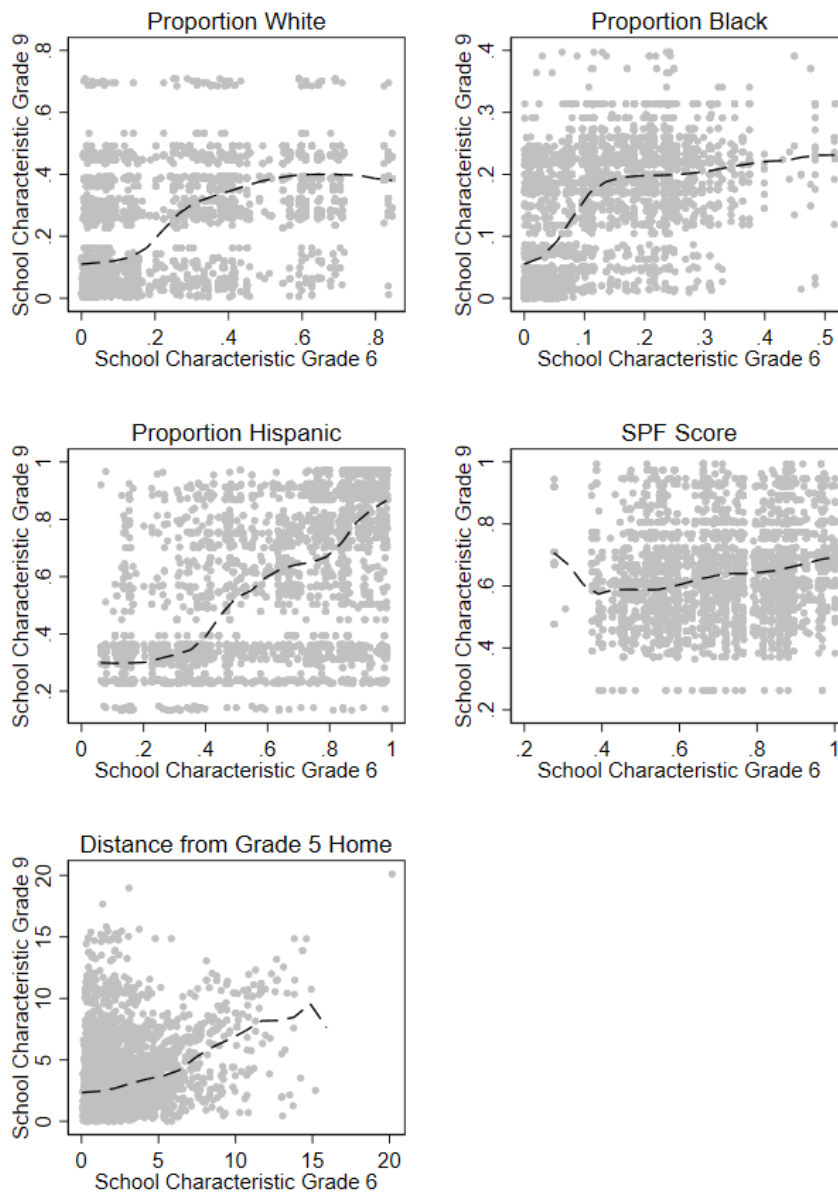 Proportion White
School Characteristic Grade 9
.8
.6
.4
.2
0
0 .2 .4 .6 .8
School Characteristic Grade 6
Proportion Black
School Characteristic Grade 9
.4
.3
.2
.1
0
0 .1 .2 .3 .4 .5
School Characteristic Grade 6
Proportion Hispanic
School Characteristic Grade 9
1
.8
.6
.4
.2
0 .2 .4 .6 .8 1
School Characteristic Grade 6
SPF Score
School Characteristic Grade 9
1
.8
.6
.4
.2
.2 .4 .6 .8 1
School Characteristic Grade 6
Distance from Grade 5 Home
School Characteristic Grade 9
20
15
10
5
0
0 5 10 15 20
School Characteristic Grade 6